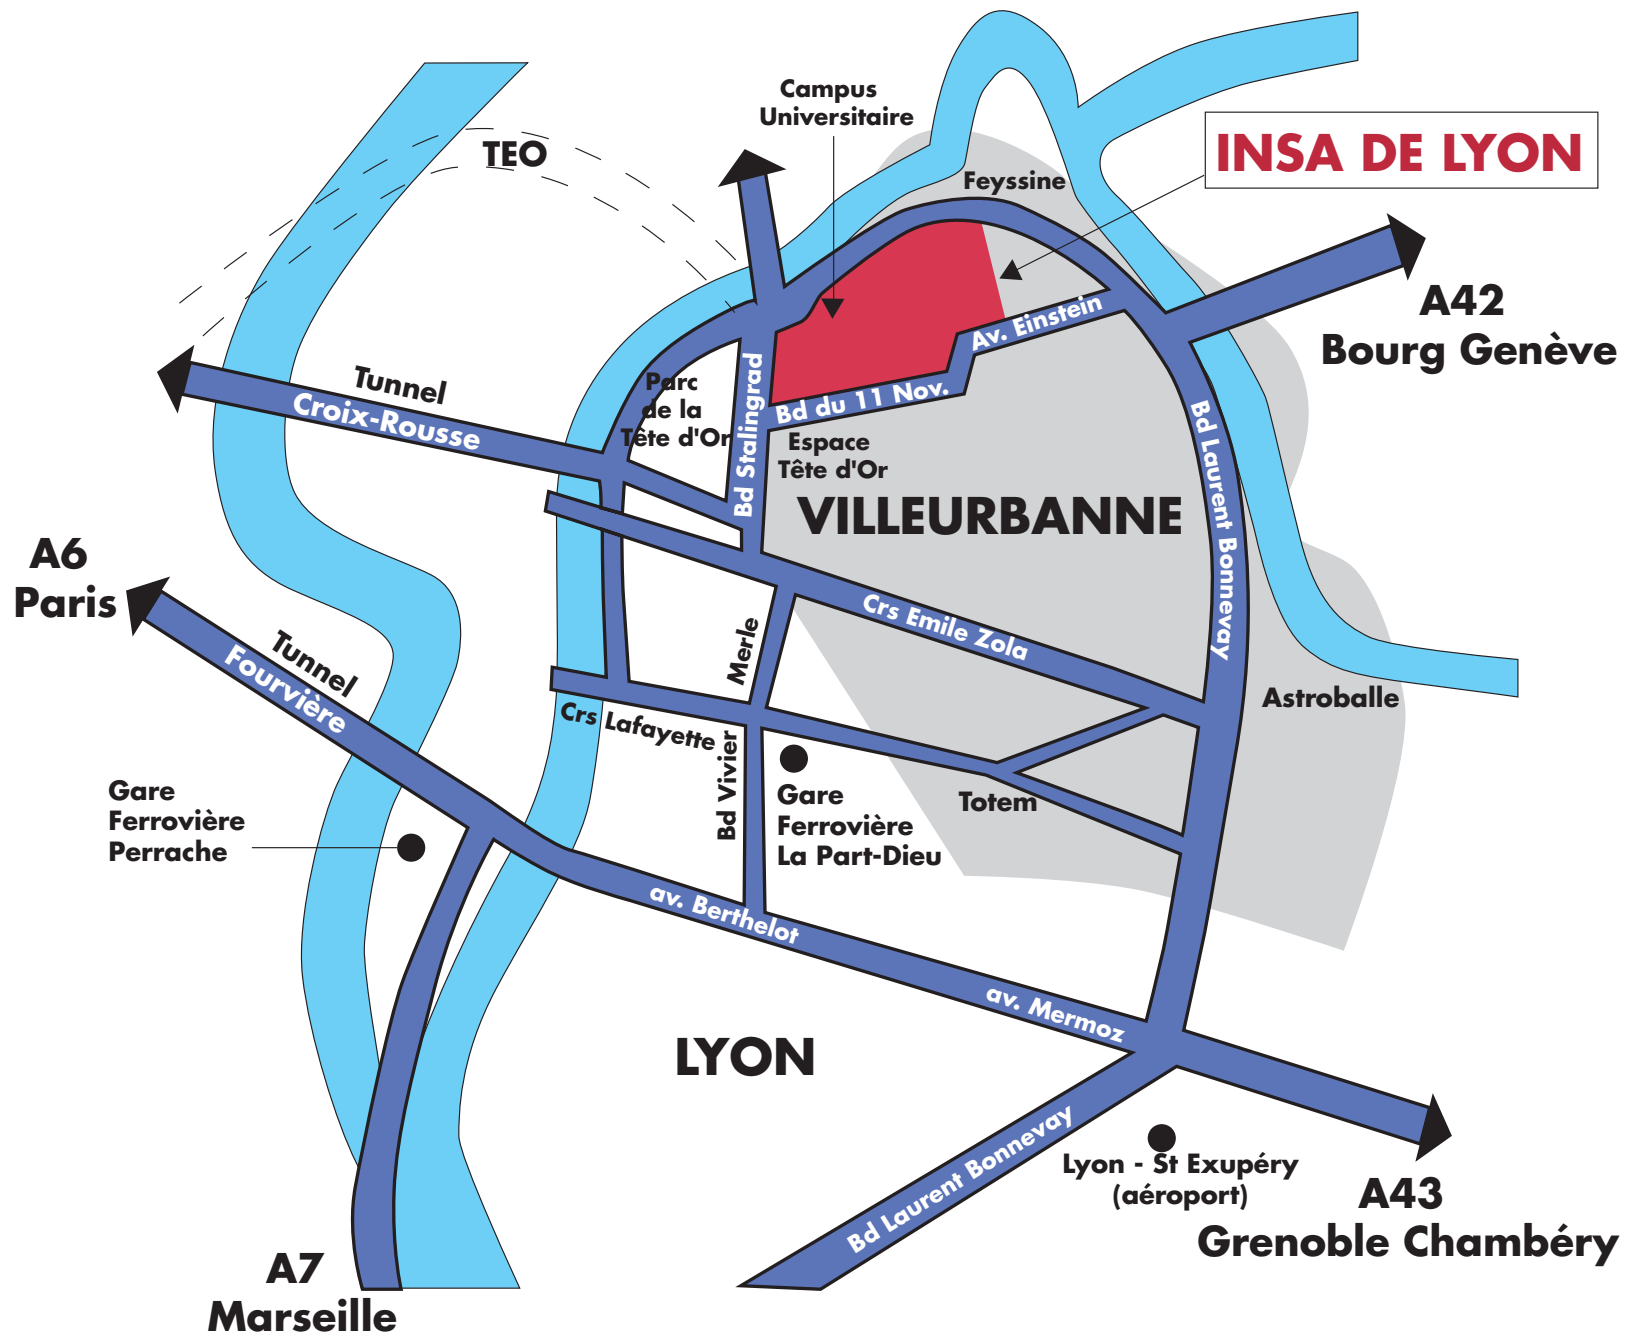 Campus
Universitaire
TEO
INSA DE LYON
Feyssine
A42
Bourg Genève
Av. Einstein
Tunnel
Croix-Rousse
Parc
de la
Tête d'Or
Bd Stalingrad
Bd du 11 Nov.
Espace
Tête d'Or
Bd Laurent Bonnevay
VILLEURBANNE
A6
Paris
Tunnel
Fourvière
Merle
Crs Emile Zola
Astroballe
Crs Lafayette
Bd Vivier
Gare
Ferrovière
Perrache
Gare
Ferrovière
La Part-Dieu
Totem
av. Berthelot
av. Mermoz
LYON
Bd Laurent Bonnevay
Lyon - St Exupéry
(aéroport)
A43
Grenoble Chambéry
A7
Marseille